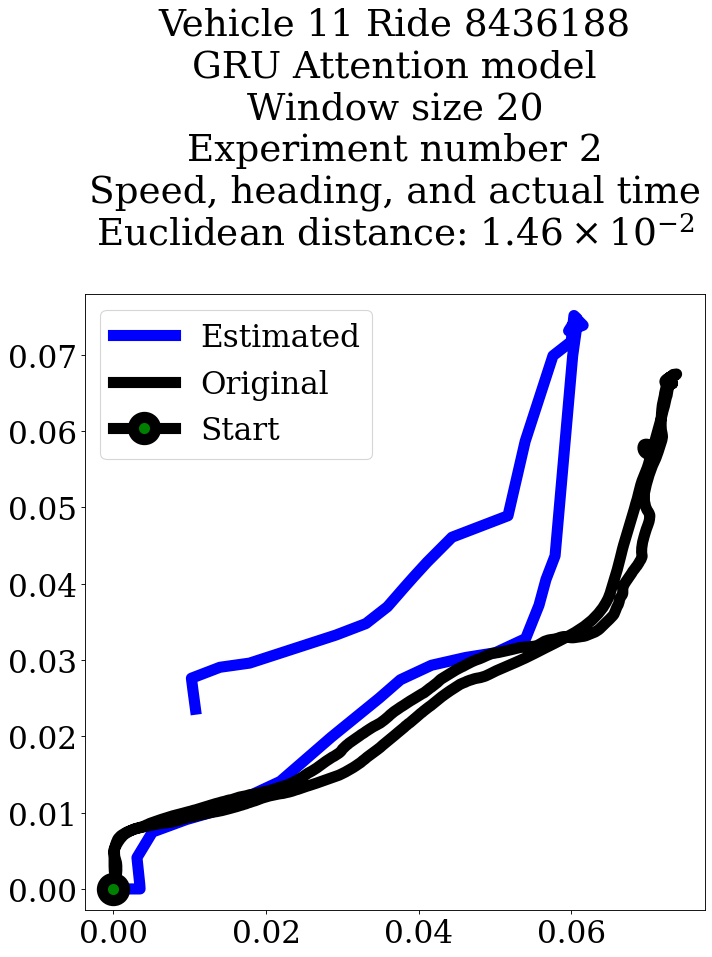 Vehicle 11 Ride 8436188
GRU Attention model
Window size 20
Experiment number 2
Speed, heading, and actual time
Euclidean distance: 1.46 × 10⁻²
Estimated
Original
Start
0.07
0.06
0.05
0.04
0.03
0.02
0.01
0.00
0.00 0.02 0.04 0.06